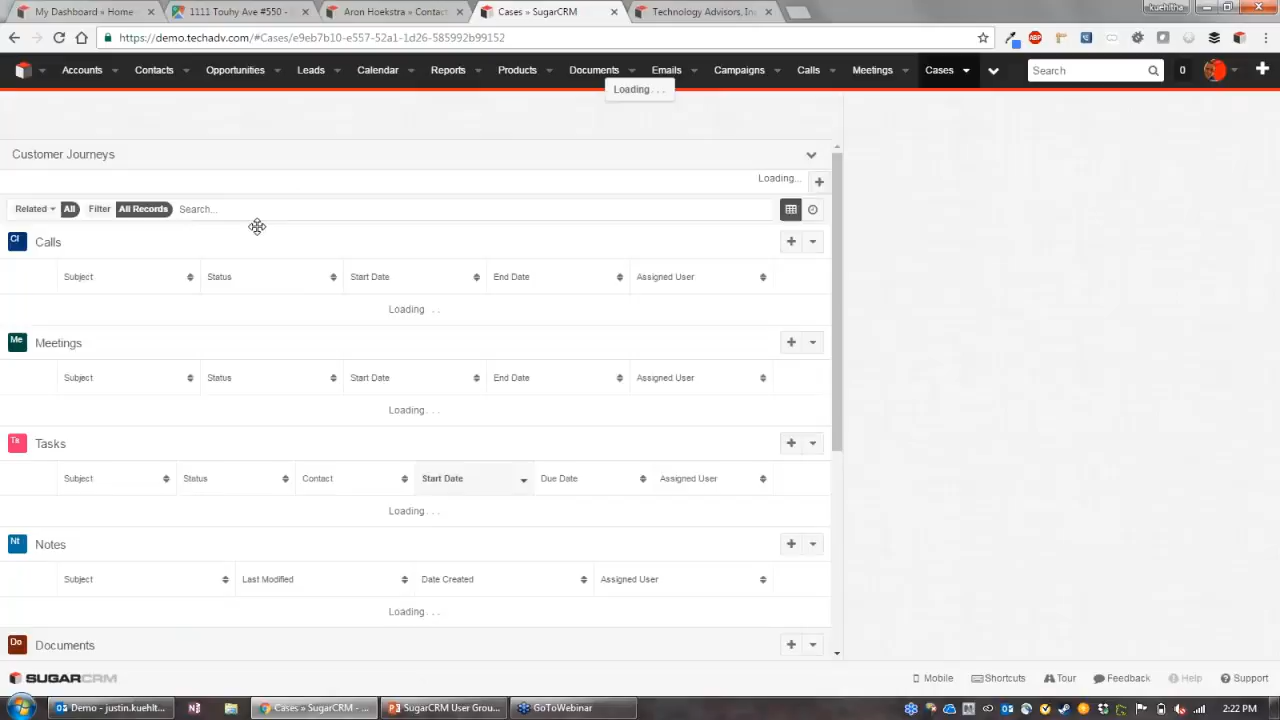 My Dashboard » Home
1111 Touhy Ave #550 -
Aron Hoekstra » Contact
Cases » SugarCRM
Technology Advisors, Inc
kuehltha
https://demo.techadv.com/#Cases/e9eb7b10-e557-52a1-1d26-585992b99152
ABP
Accounts
Contacts
Opportunities
Leads
Calendar
Reports
Products
Documents
Emails
Campaigns
Calls
Meetings
Cases
Search
0
Loading...
Customer Journeys
Loading...
Related
All
Filter
All Records
Search...
Cl Calls
Subject Status Start Date End Date Assigned User
Loading...
Me Meetings
Subject Status Start Date End Date Assigned User
Loading...
Ts Tasks
Subject Status Contact Start Date Due Date Assigned User
Loading...
Nt Notes
Subject Last Modified Date Created Assigned User
Loading...
Do Documents
SUGARCRM
Mobile Shortcuts Tour Feedback Help Support
Demo - justin.kuehlt...
Cases » SugarCRM - ...
SugarCRM User Grou...
GoToWebinar
2:22 PM